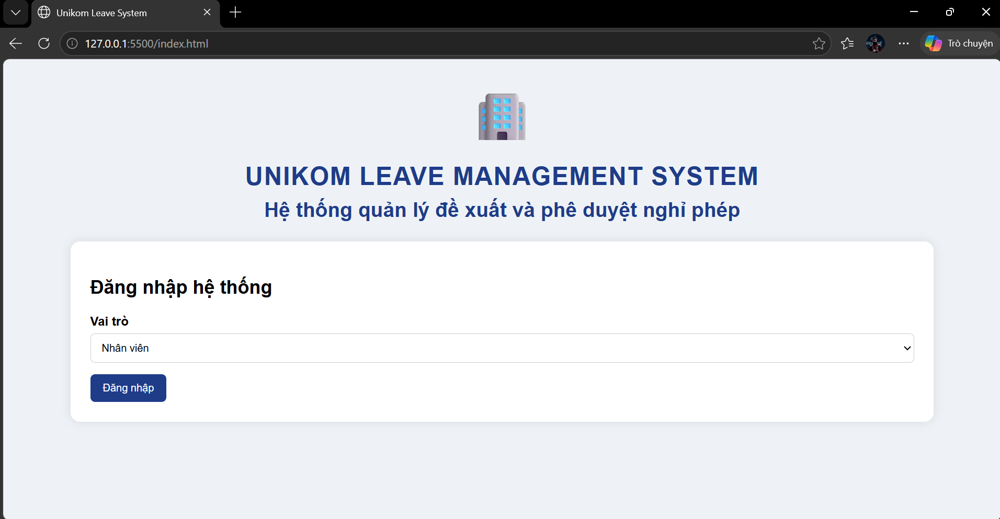 Unikom Leave System
127.0.0.1:5500/index.html
Trò chuyện
UNIKOM LEAVE MANAGEMENT SYSTEM
Hệ thống quản lý đề xuất và phê duyệt nghỉ phép
Đăng nhập hệ thống
Vai trò
Nhân viên
Đăng nhập